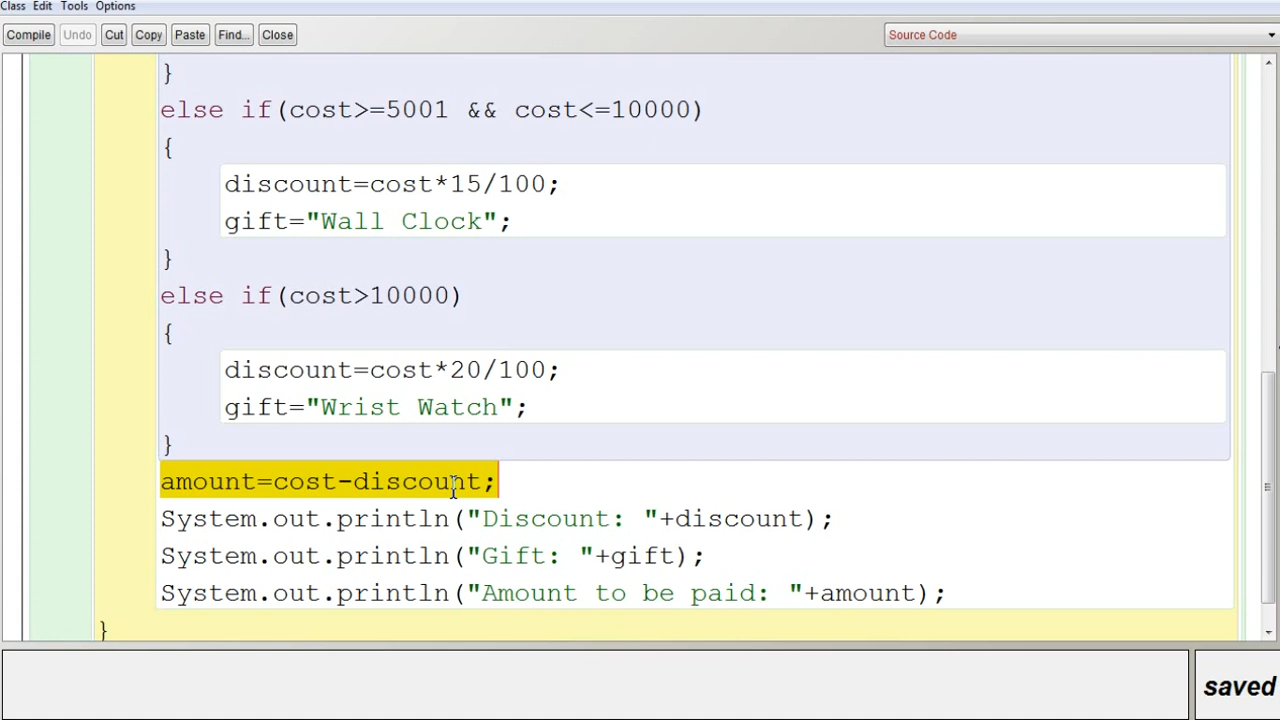 Class Edit Tools Options
Compile Undo Cut Copy Paste Find... Close Source Code
}
else if(cost>=5001 && cost<=10000)
{
discount=cost*15/100;
gift="Wall Clock";
}
else if(cost>10000)
{
discount=cost*20/100;
gift="Wrist Watch";
}
amount=cost-discount;
System.out.println("Discount: "+discount);
System.out.println("Gift: "+gift);
System.out.println("Amount to be paid: "+amount);
}
saved